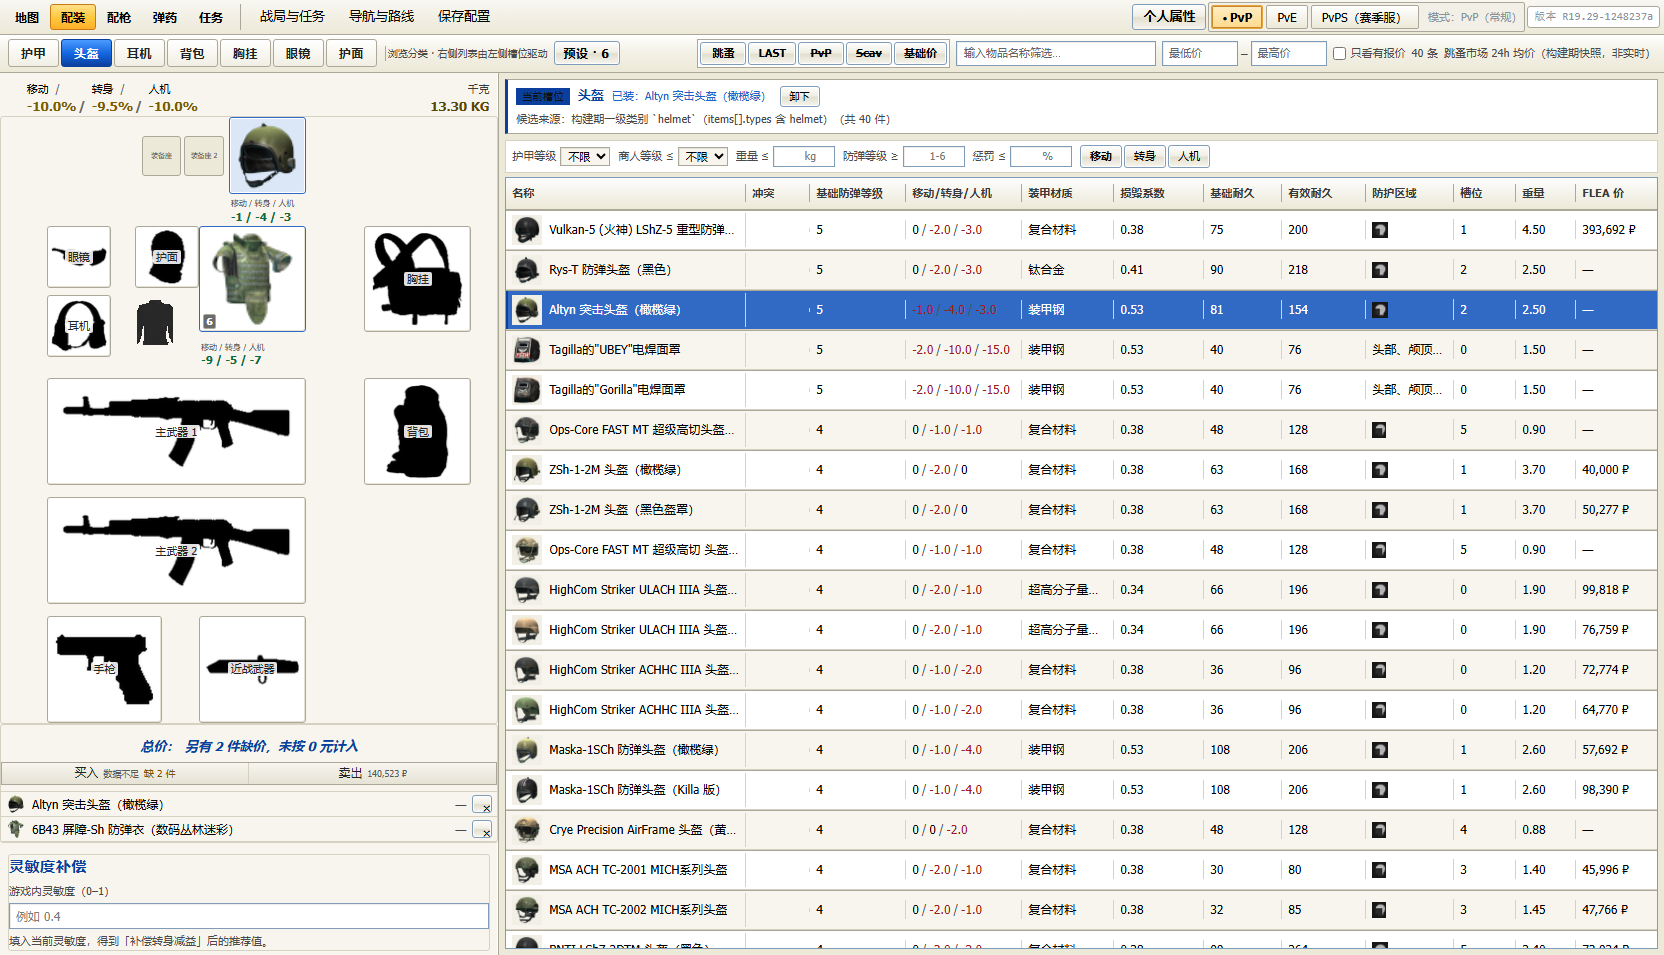 地图 配装 配枪 弹药 任务 战局与任务 导航与路线 保存配置 个人属性 • PvP PvE PvPS（赛季服） 模式：PvP（常规） 版本 R19.29-1248237a
护甲 头盔 耳机 背包 胸挂 眼镜 护面 浏览分类 · 右侧列表由左侧槽位驱动 预设 · 6 跳蚤 LAST PvP Scav 基础价 输入物品名称筛选... 最低价 – 最高价 只看有报价 40 条 跳蚤市场 24h 均价（构建期快照，非实时）
移动 / 转身 / 人机 千克
-10.0% / -9.5% / -10.0% 13.30 KG
装备座 装备座 2
移动 / 转身 / 人机
-1 / -4 / -3
眼镜 护面 胸挂
耳机 6
移动 / 转身 / 人机
-9 / -5 / -7
主武器 1 背包
主武器 2
手枪 近战武器
总价： 另有 2 件缺价，未按 0 元计入
买入 数据不足 缺 2 件 卖出 140,523 ₽
Altyn 突击头盔（橄榄绿） — ×
6B43 屏障-Sh 防弹衣（数码丛林迷彩） — ×
灵敏度补偿
游戏内灵敏度（0–1）
例如 0.4
填入当前灵敏度，得到「补偿转身减益」后的推荐值。
当前槽位 头盔 已装：Altyn 突击头盔（橄榄绿） 卸下
候选来源：构建期一级类别 `helmet`（items[].types 含 helmet）（共 40 件）
护甲等级 不限 商人等级 ≤ 不限 重量 ≤ kg 防弹等级 ≥ 1-6 惩罚 ≤ % 移动 转身 人机
名称 冲突 基础防弹等级 移动/转身/人机 装甲材质 损毁系数 基础耐久 有效耐久 防护区域 槽位 重量 FLEA 价
Vulkan-5 (火神) LShZ-5 重型防弹... 5 0 / -2.0 / -3.0 复合材料 0.38 75 200 1 4.50 393,692 ₽
Rys-T 防弹头盔（黑色） 5 0 / -2.0 / -3.0 钛合金 0.41 90 218 2 2.50 —
Altyn 突击头盔（橄榄绿） 5 -1.0 / -4.0 / -3.0 装甲钢 0.53 81 154 2 2.50 —
Tagilla的"UBEY"电焊面罩 5 -2.0 / -10.0 / -15.0 装甲钢 0.53 40 76 头部、颅顶... 0 1.50 —
Tagilla的"Gorilla"电焊面罩 5 -2.0 / -10.0 / -15.0 装甲钢 0.53 40 76 头部、颅顶... 0 1.50 —
Ops-Core FAST MT 超级高切头盔... 4 0 / -1.0 / -1.0 复合材料 0.38 48 128 5 0.90 —
ZSh-1-2M 头盔（橄榄绿） 4 0 / -2.0 / 0 复合材料 0.38 63 168 1 3.70 40,000 ₽
ZSh-1-2M 头盔（黑色盔罩） 4 0 / -2.0 / 0 复合材料 0.38 63 168 1 3.70 50,277 ₽
Ops-Core FAST MT 超级高切 头盔... 4 0 / -1.0 / -1.0 复合材料 0.38 48 128 5 0.90 —
HighCom Striker ULACH IIIA 头盔... 4 0 / -2.0 / -1.0 超高分子量... 0.34 66 196 0 1.90 99,818 ₽
HighCom Striker ULACH IIIA 头盔... 4 0 / -2.0 / -1.0 超高分子量... 0.34 66 196 0 1.90 76,759 ₽
HighCom Striker ACHHC IIIA 头盔... 4 0 / -1.0 / -2.0 复合材料 0.38 36 96 0 1.20 72,774 ₽
HighCom Striker ACHHC IIIA 头盔... 4 0 / -1.0 / -2.0 复合材料 0.38 36 96 0 1.20 64,770 ₽
Maska-1SCh 防弹头盔（橄榄绿） 4 0 / -1.0 / -4.0 装甲钢 0.53 108 206 1 2.60 57,692 ₽
Maska-1SCh 防弹头盔（Killa 版） 4 0 / -1.0 / -4.0 装甲钢 0.53 108 206 1 2.60 98,390 ₽
Crye Precision AirFrame 头盔（黄... 4 0 / 0 / -2.0 复合材料 0.38 48 128 4 0.88 —
MSA ACH TC-2001 MICH系列头盔 4 0 / -2.0 / -1.0 复合材料 0.38 30 80 3 1.40 45,996 ₽
MSA ACH TC-2002 MICH系列头盔 4 0 / -2.0 / -1.0 复合材料 0.38 32 85 3 1.45 47,766 ₽